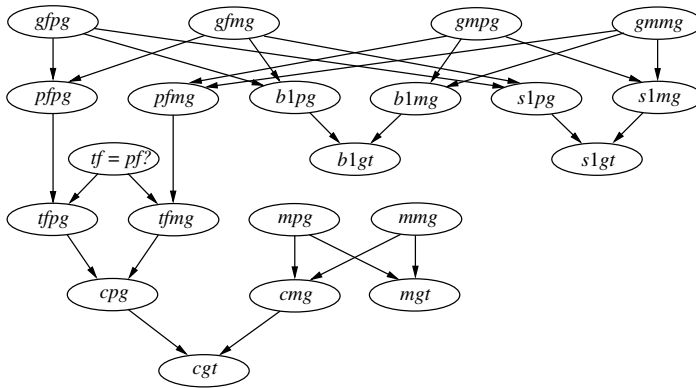 gfpg
gfmg
gmpg
gmmg
pfpg
pfmg
b1pg
b1mg
s1pg
s1mg
tf = pf?
b1gt
s1gt
tfpg
tfmg
mpg
mmg
cpg
cmg
mgt
cgt